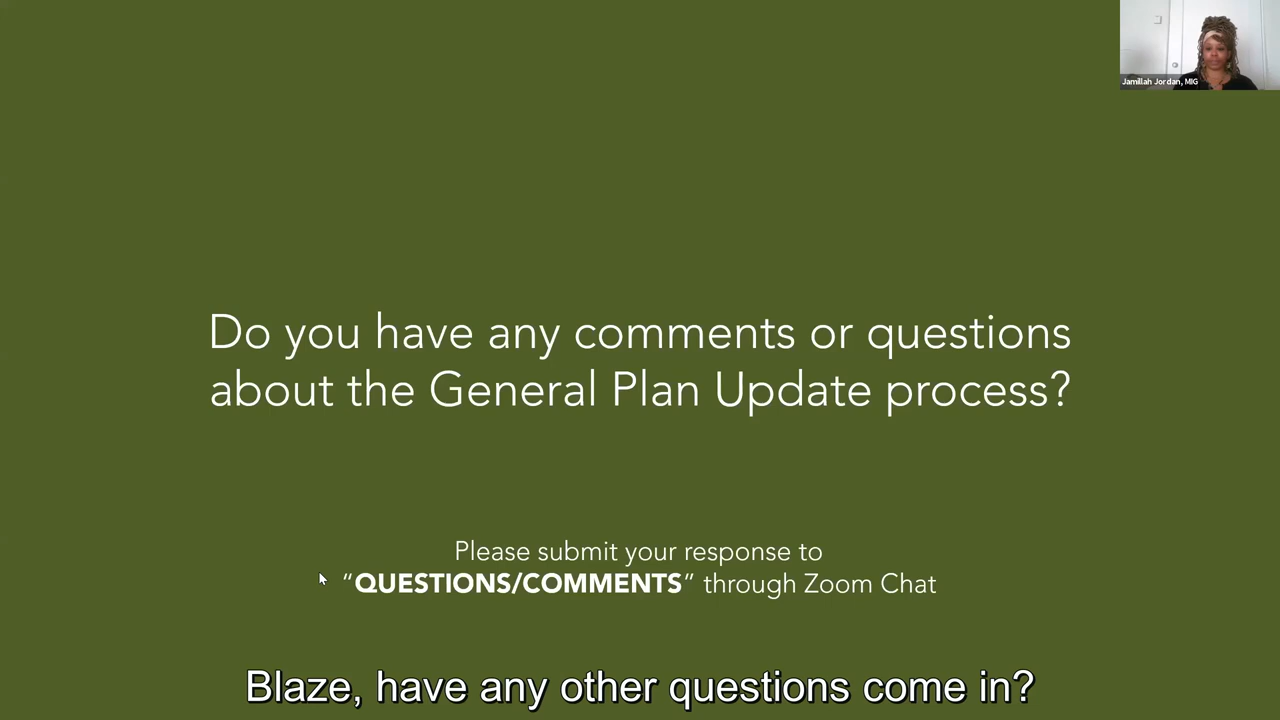 Jamillah Jordan, MIG
Do you have any comments or questions
about the General Plan Update process?
Please submit your response to
“QUESTIONS/COMMENTS” through Zoom Chat
Blaze, have any other questions come in?